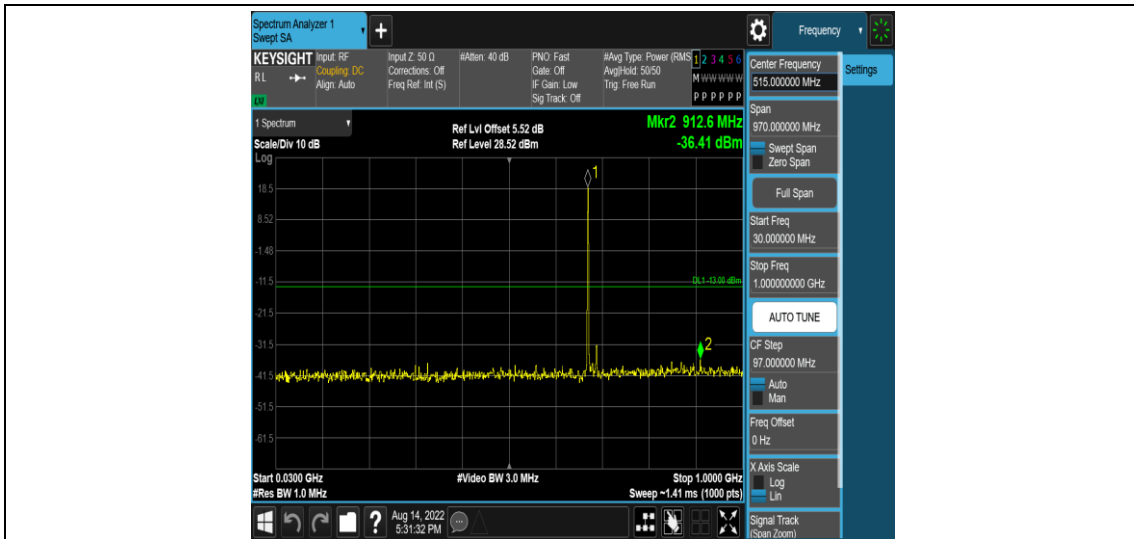 Spectrum Analyzer 1
Swept SA
Frequency
KEYSIGHT
RL
LNI
Input: RF
Coupling: DC
Align: Auto
Input Z: 50 Ω
Corrections: Off
Freq Ref: Int (S)
#Atten: 40 dB
PNO: Fast
Gate: Off
IF Gain: Low
Sig Track: Off
#Avg Type: Power (RMS
Avg|Hold: 50/50
Trig: Free Run
1 2 3 4 5 6
M W W W W W
P P P P P P
1 Spectrum
Scale/Div 10 dB
Log
Ref Lvl Offset 5.52 dB
Ref Level 28.52 dBm
Mkr2 912.6 MHz
-36.41 dBm
1
18.5
8.52
-1.48
-11.5
DL1 -13.00 dBm
-21.5
-31.5
2
-41.5
-51.5
-61.5
Start 0.0300 GHz
#Res BW 1.0 MHz
#Video BW 3.0 MHz
Stop 1.0000 GHz
Sweep ~1.41 ms (1000 pts)
?
Aug 14, 2022
5:31:32 PM
Center Frequency
515.000000 MHz
Settings
Span
970.000000 MHz
Swept Span
Zero Span
Full Span
Start Freq
30.000000 MHz
Stop Freq
1.000000000 GHz
AUTO TUNE
CF Step
97.000000 MHz
Auto
Man
Freq Offset
0 Hz
X Axis Scale
Log
Lin
Signal Track
(Span Zoom)